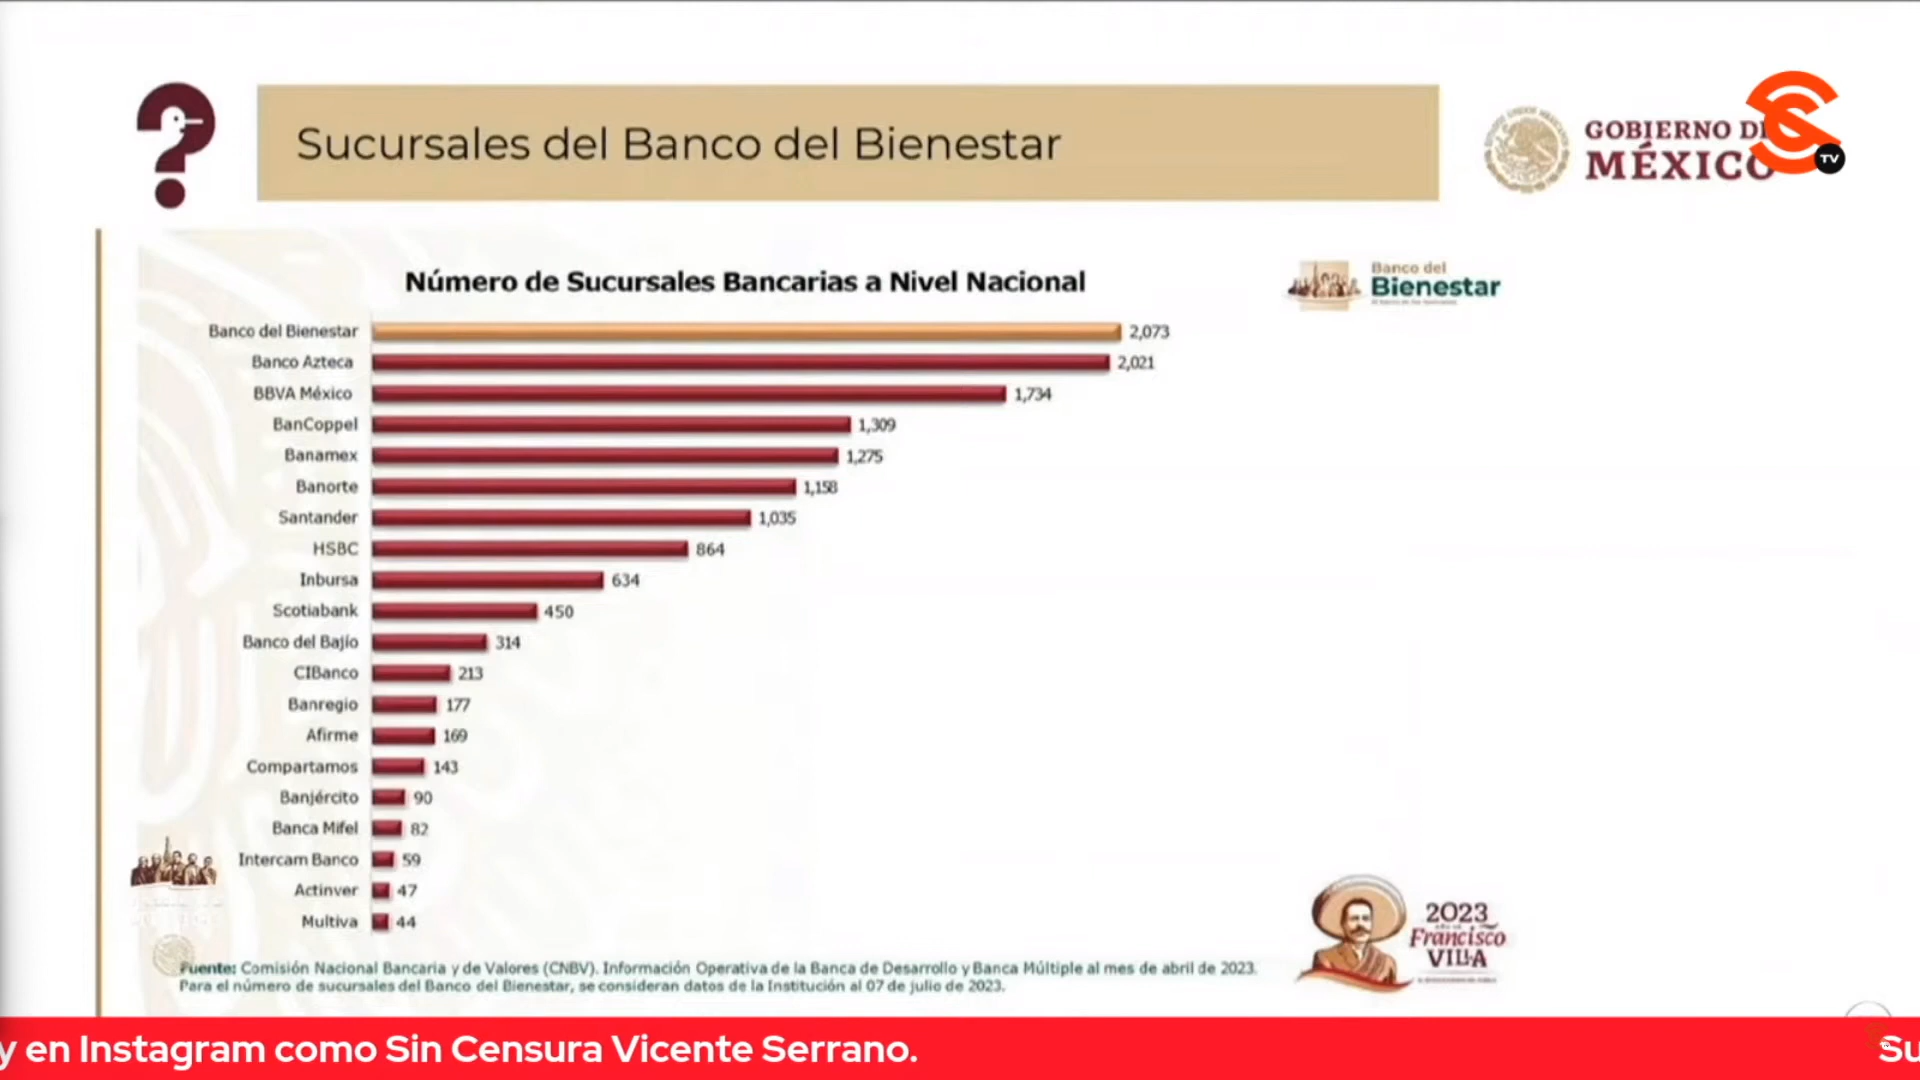 Sucursales del Banco del Bienestar
GOBIERNO DE
MÉXICO
TV
Número de Sucursales Bancarias a Nivel Nacional
Banco del
Bienestar
Banco del Bienestar 2,073
Banco Azteca 2,021
BBVA México 1,734
BanCoppel 1,309
Banamex 1,275
Banorte 1,158
Santander 1,035
HSBC 864
Inbursa 634
Scotiabank 450
Banco del Bajío 314
CIBanco 213
Banregio 177
Afirme 169
Compartamos 143
Banjército 90
Banca Mifel 82
Intercam Banco 59
Actinver 47
Multiva 44
2023
Francisco
VILLA
Fuente: Comisión Nacional Bancaria y de Valores (CNBV). Información Operativa de la Banca de Desarrollo y Banca Múltiple al mes de abril de 2023.
Para el número de sucursales del Banco del Bienestar, se consideran datos de la Institución al 07 de julio de 2023.
y en Instagram como Sin Censura Vicente Serrano.
Su